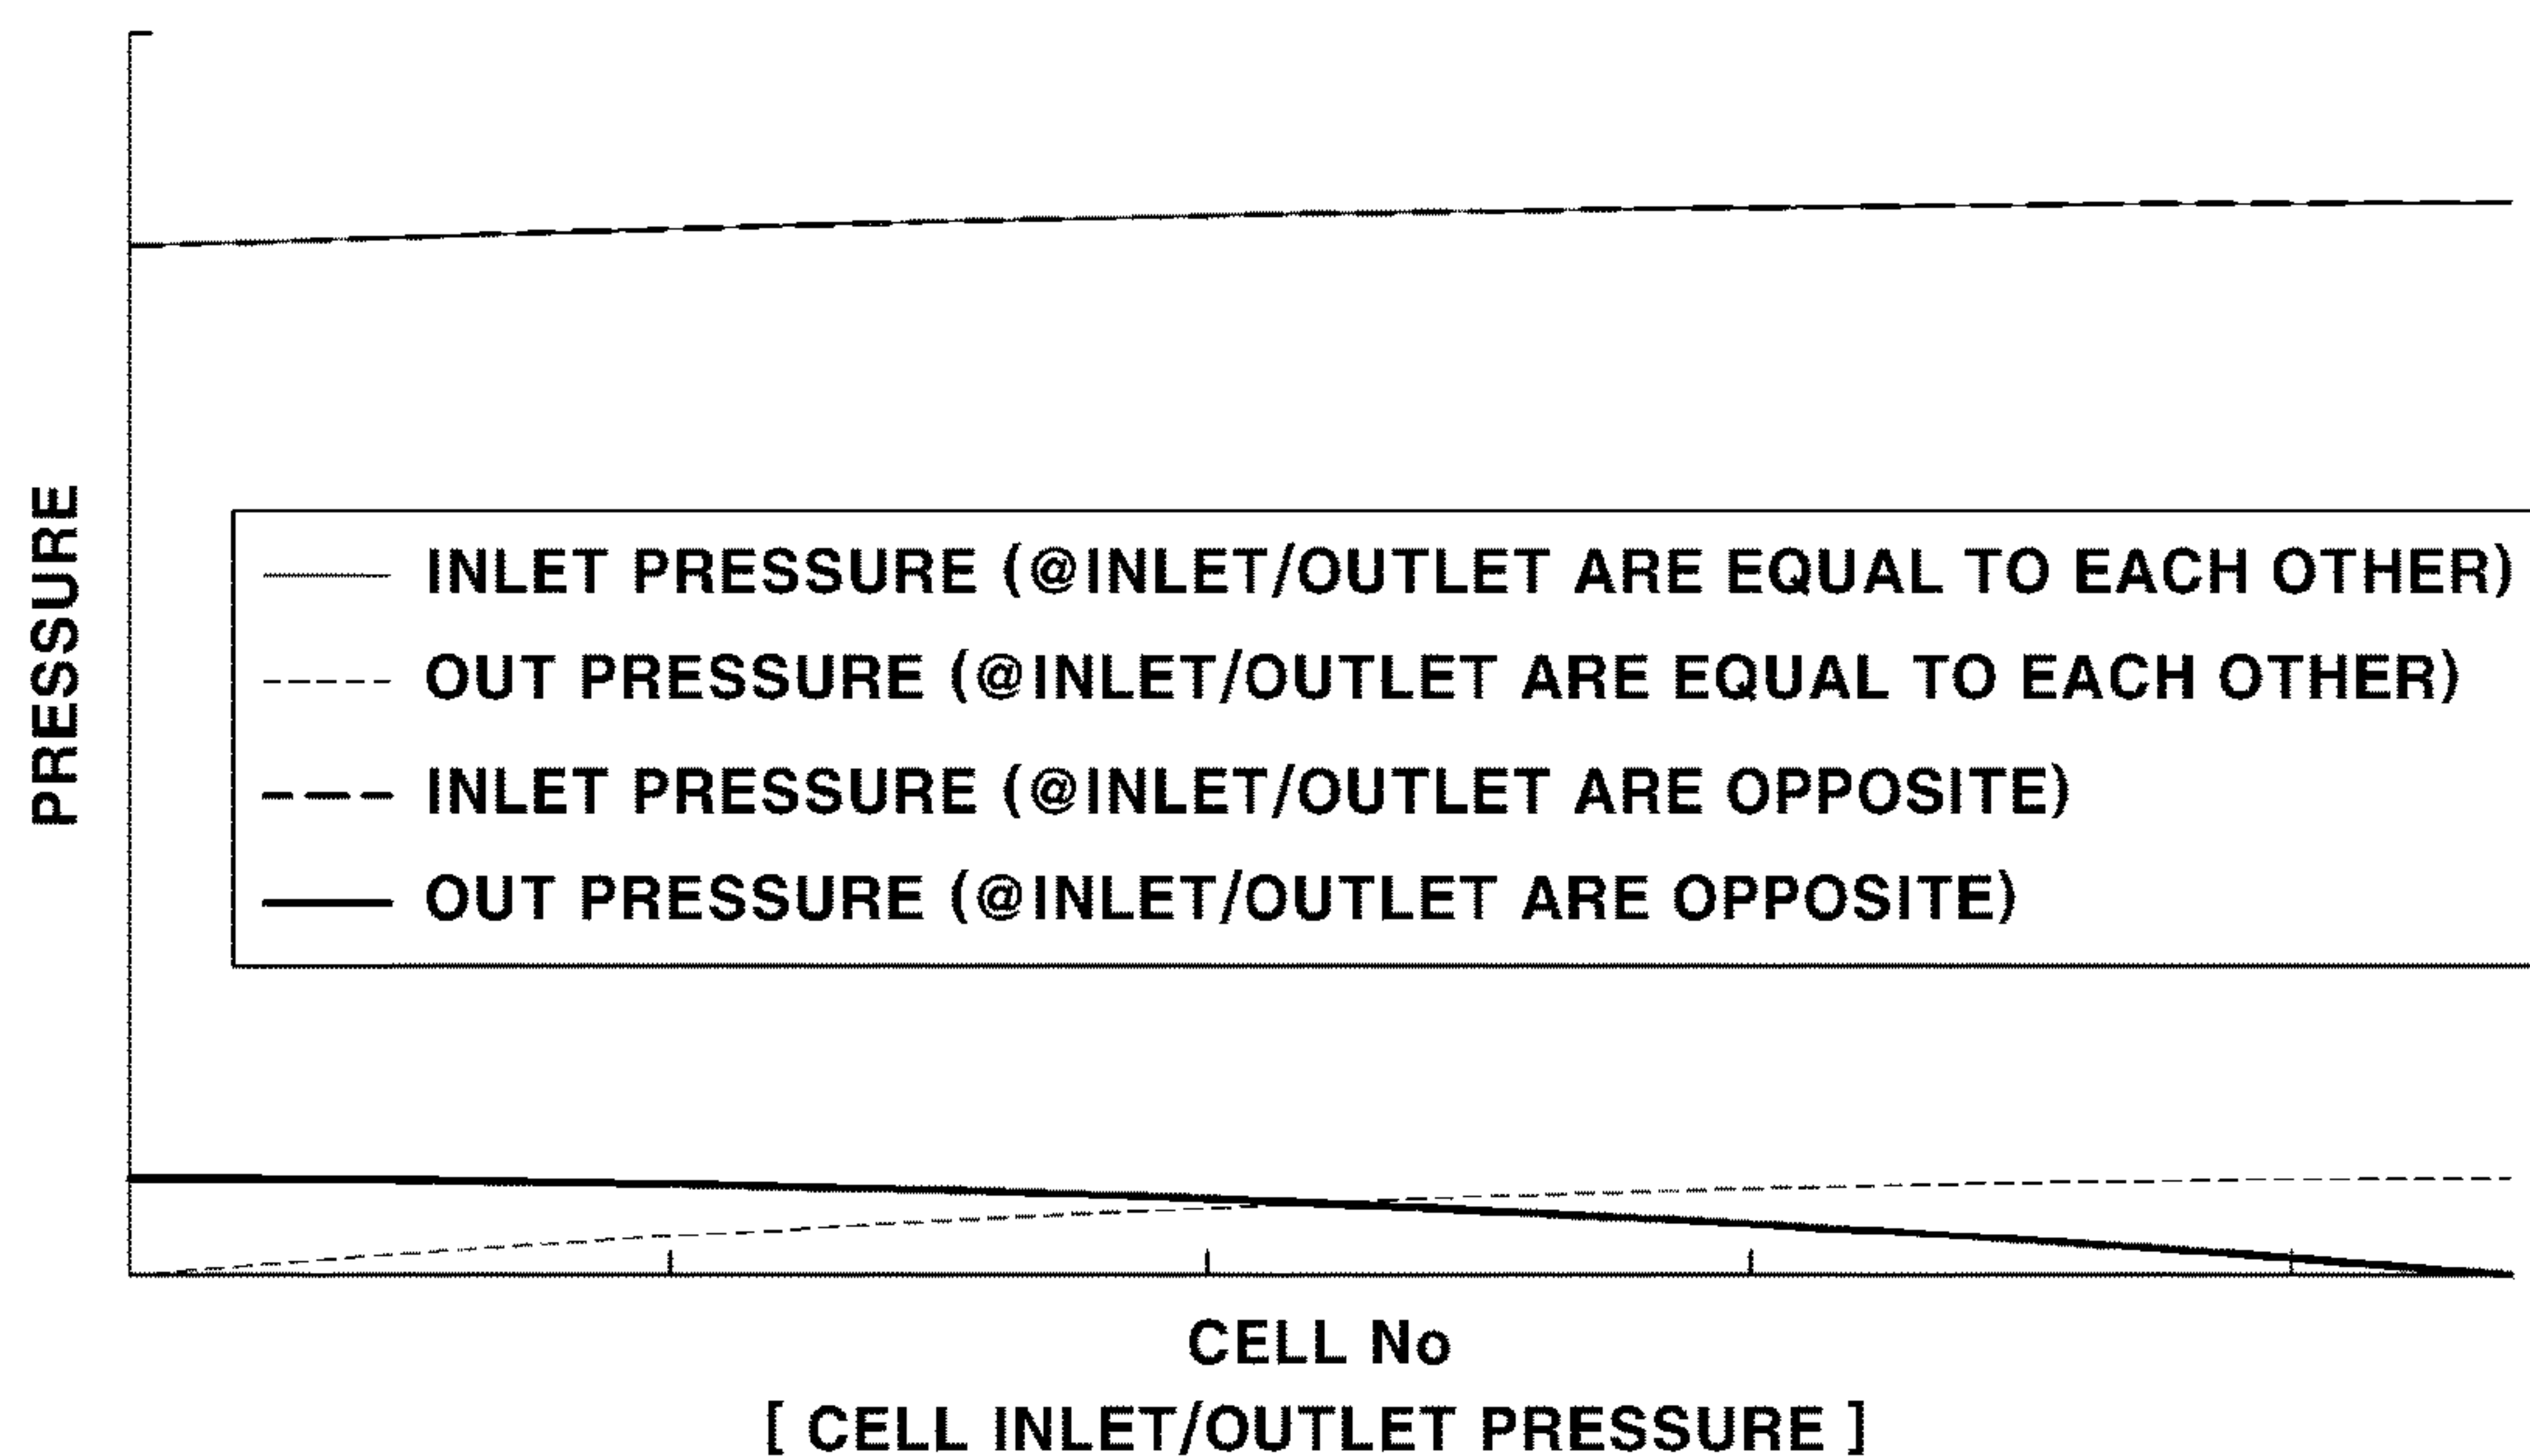 PRESSURE
INLET PRESSURE (@INLET/OUTLET ARE EQUAL TO EACH OTHER)
OUT PRESSURE (@INLET/OUTLET ARE EQUAL TO EACH OTHER)
INLET PRESSURE (@INLET/OUTLET ARE OPPOSITE)
OUT PRESSURE (@INLET/OUTLET ARE OPPOSITE)
CELL No
[ CELL INLET/OUTLET PRESSURE ]